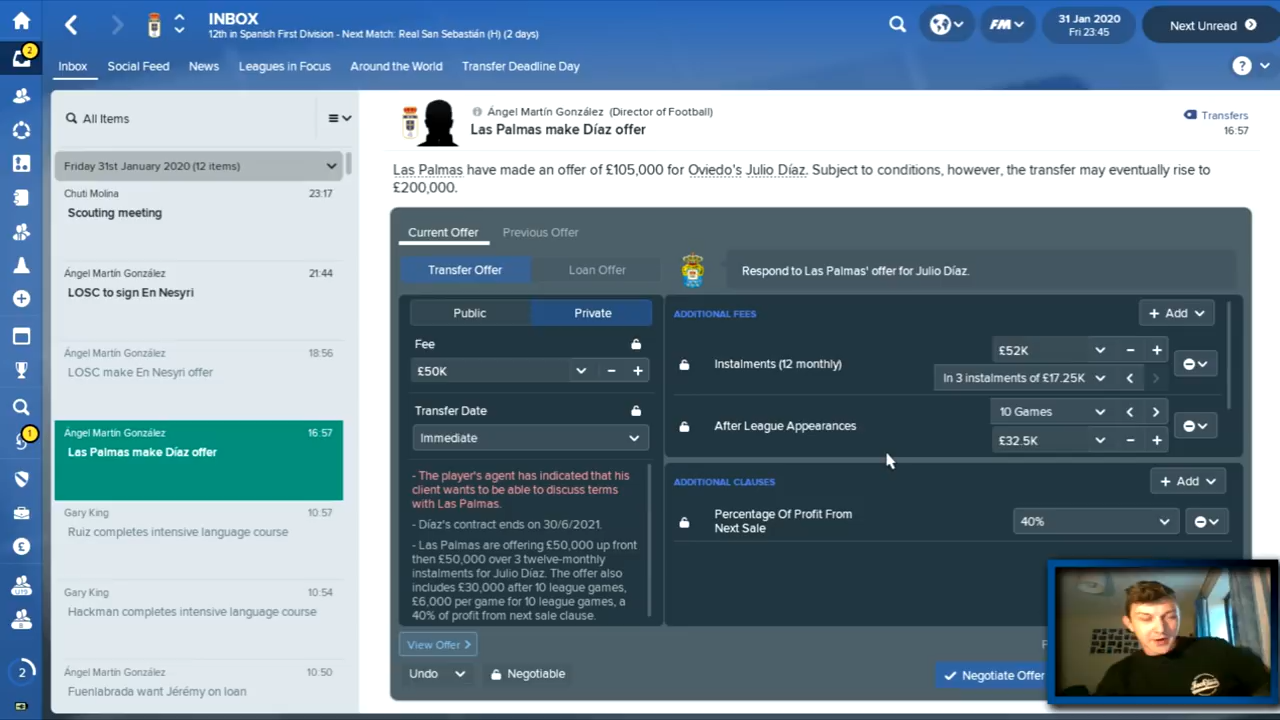 INBOX
12th in Spanish First Division - Next Match: Real San Sebastián (H) (2 days)
FM
31 Jan 2020
Fri 23:45
Next Unread
2
Inbox
Social Feed
News
Leagues in Focus
Around the World
Transfer Deadline Day
?
All Items
Friday 31st January 2020 (12 items)
Chuti Molina
23:17
Scouting meeting
Ángel Martín González
21:44
LOSC to sign En Nesyri
Ángel Martín González
18:56
LOSC make En Nesyri offer
Ángel Martín González
16:57
Las Palmas make Díaz offer
Gary King
10:57
Ruiz completes intensive language course
Gary King
10:54
Hackman completes intensive language course
Ángel Martín González
10:50
Fuenlabrada want Jérémy on loan
1
U19
B
2
Ángel Martín González (Director of Football)
Las Palmas make Díaz offer
Transfers
16:57
Las Palmas have made an offer of £105,000 for Oviedo's Julio Díaz. Subject to conditions, however, the transfer may eventually rise to
£200,000.
Current Offer
Previous Offer
Transfer Offer
Loan Offer
Respond to Las Palmas' offer for Julio Díaz.
Public
Private
Fee
£50K
Transfer Date
Immediate
- The player's agent has indicated that his
client wants to be able to discuss terms
with Las Palmas.
- Díaz's contract ends on 30/6/2021.
- Las Palmas are offering £50,000 up front
then £50,000 over 3 twelve-monthly
instalments for Julio Díaz. The offer also
includes £30,000 after 10 league games,
£6,000 per game for 10 league games, a
40% of profit from next sale clause.
ADDITIONAL FEES
+ Add
Instalments (12 monthly)
£52K
In 3 instalments of £17.25K
After League Appearances
10 Games
£32.5K
ADDITIONAL CLAUSES
+ Add
Percentage Of Profit From
Next Sale
40%
View Offer
Undo
Negotiable
Negotiate Offer